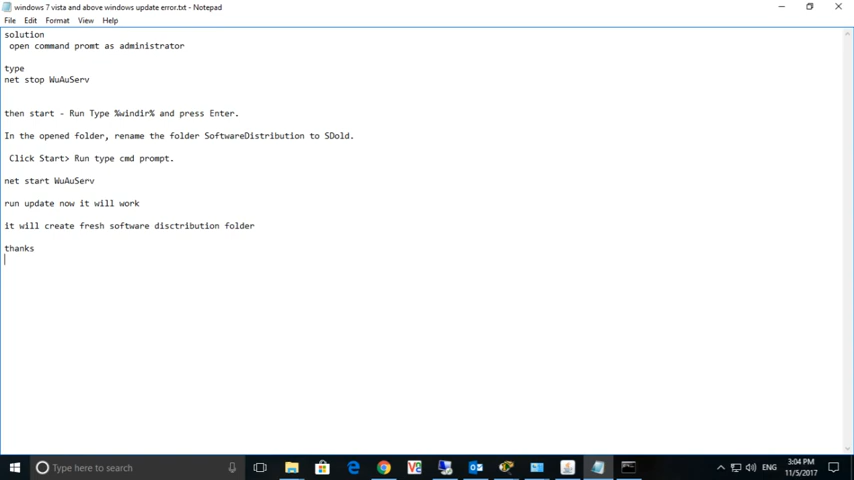 windows 7 vista and above windows update error.txt - Notepad
File Edit Format View Help
solution
open command promt as administrator
type
net stop WuAuServ
then start - Run Type %windir% and press Enter.
In the opened folder, rename the folder SoftwareDistribution to SDold.
Click Start> Run type cmd prompt.
net start WuAuServ
run update now it will work
it will create fresh software disctribution folder
thanks
Type here to search
ENG
3:04 PM
11/5/2017